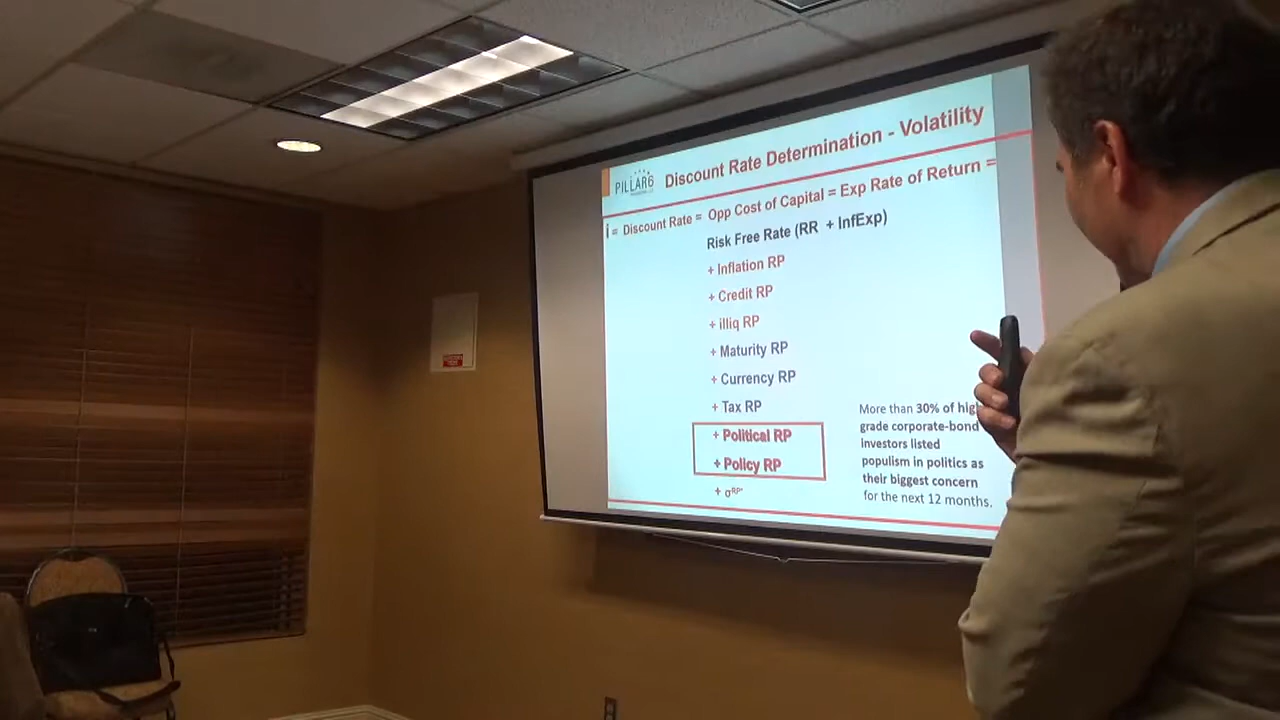 PILLAR6
Discount Rate Determination - Volatility
i = Discount Rate = Opp Cost of Capital = Exp Rate of Return =
Risk Free Rate (RR + InfExp)
+ Inflation RP
+ Credit RP
+ illiq RP
+ Maturity RP
+ Currency RP
+ Tax RP
+ Political RP
+ Policy RP
+ σRP'
More than 30% of hig
grade corporate-bond
investors listed
populism in politics as
their biggest concern
for the next 12 months.